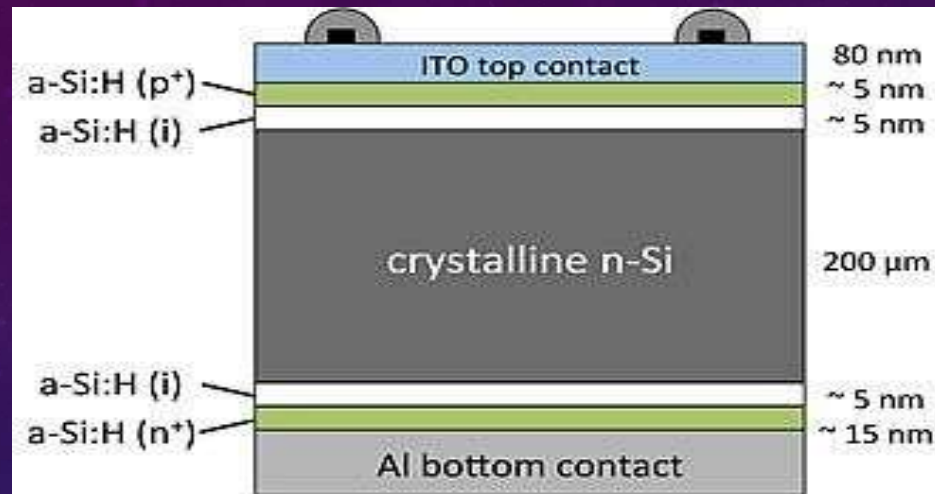 ITO top contact
80 nm
a-Si:H (p⁺)
~ 5 nm
a-Si:H (i)
~ 5 nm
crystalline n-Si
200 µm
a-Si:H (i)
~ 5 nm
a-Si:H (n⁺)
~ 15 nm
Al bottom contact